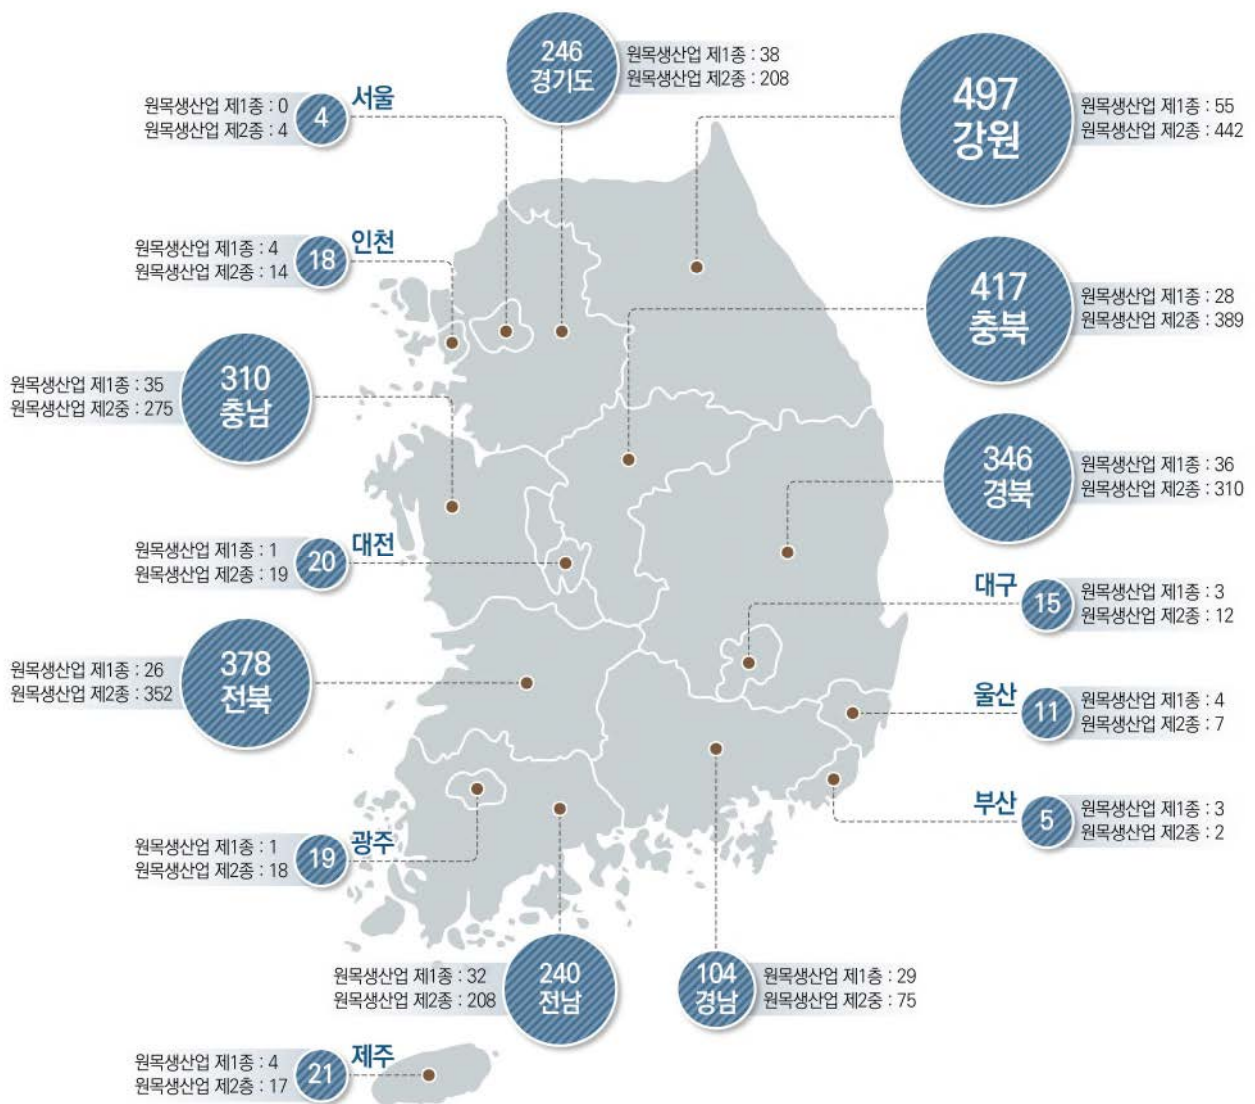 246
경기도
원목생산업 제1종 : 38
원목생산업 제2종 : 208
497
강원
원목생산업 제1종 : 55
원목생산업 제2종 : 442
서울
4
원목생산업 제1종 : 0
원목생산업 제2종 : 4
인천
18
원목생산업 제1종 : 4
원목생산업 제2종 : 14
417
충북
원목생산업 제1종 : 28
원목생산업 제2종 : 389
310
충남
원목생산업 제1종 : 35
원목생산업 제2중 : 275
346
경북
원목생산업 제1종 : 36
원목생산업 제2종 : 310
대전
20
원목생산업 제1종 : 1
원목생산업 제2종 : 19
대구
15
원목생산업 제1종 : 3
원목생산업 제2종 : 12
378
전북
원목생산업 제1종 : 26
원목생산업 제2종 : 352
울산
11
원목생산업 제1종 : 4
원목생산업 제2종 : 7
부산
5
원목생산업 제1종 : 3
원목생산업 제2종 : 2
광주
19
원목생산업 제1종 : 1
원목생산업 제2종 : 18
240
전남
원목생산업 제1종 : 32
원목생산업 제2종 : 208
104
경남
원목생산업 제1층 : 29
원목생산업 제2중 : 75
제주
21
원목생산업 제1종 : 4
원목생산업 제2층 : 17